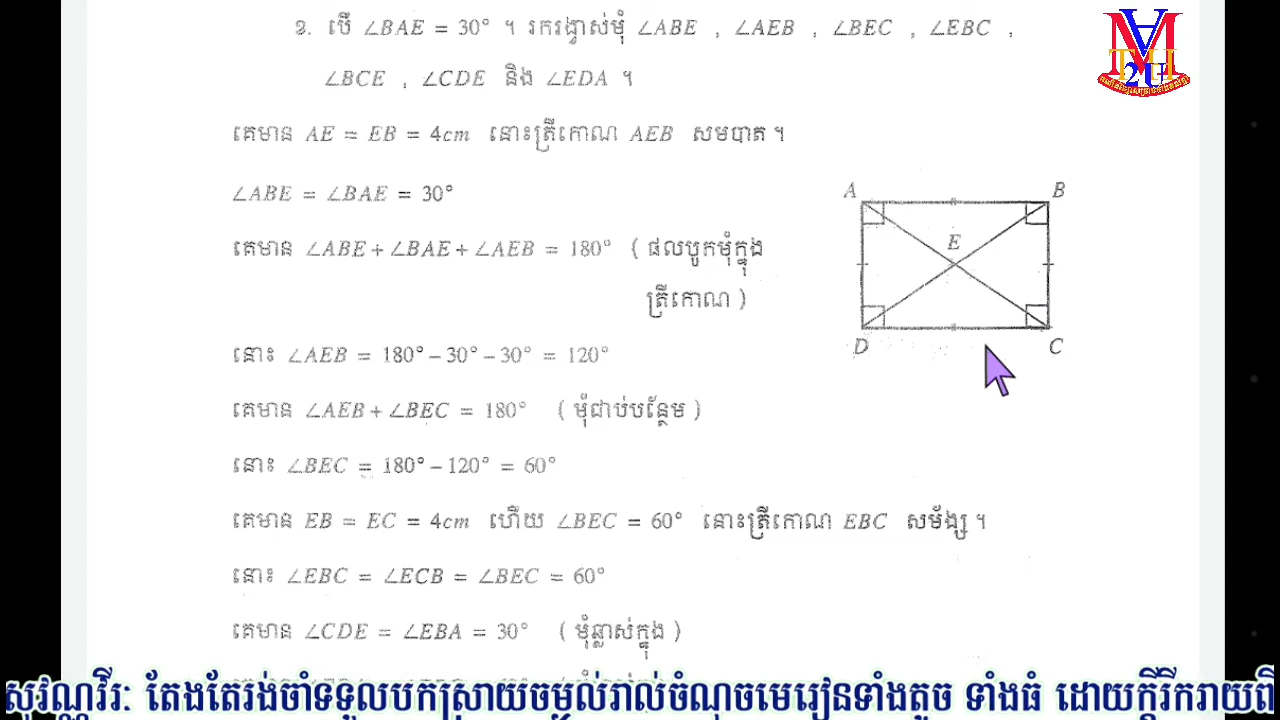 ខ. បើ ∠BAE = 30° ។ រករង្វាស់មុំ ∠ABE , ∠AEB , ∠BEC , ∠EBC ,
∠BCE , ∠CDE និង ∠EDA ។
គេមាន AE = EB = 4cm នោះត្រីកោណ AEB សមបាត ។
∠ABE = ∠BAE = 30°
គេមាន ∠ABE + ∠BAE + ∠AEB = 180° ( ផលបូកមុំក្នុង
ត្រីកោណ )
នោះ ∠AEB = 180° – 30° – 30° = 120°
គេមាន ∠AEB + ∠BEC = 180° ( មុំជាប់បន្ថែម )
នោះ ∠BEC = 180° – 120° = 60°
គេមាន EB = EC = 4cm ហើយ ∠BEC = 60° នោះត្រីកោណ EBC សម័ង្ស ។
នោះ ∠EBC = ∠ECB = ∠BEC = 60°
គេមាន ∠CDE = ∠EBA = 30° ( មុំឆ្លាស់ក្នុង )
A B
E
D C
សុវណ្ណវីរៈ តែងតែរង់ចាំទទួលបកស្រាយចម្ងល់រាល់ចំណុចមេរៀនទាំងតូច ទាំងធំ ដោយក្តីរីករាយពី